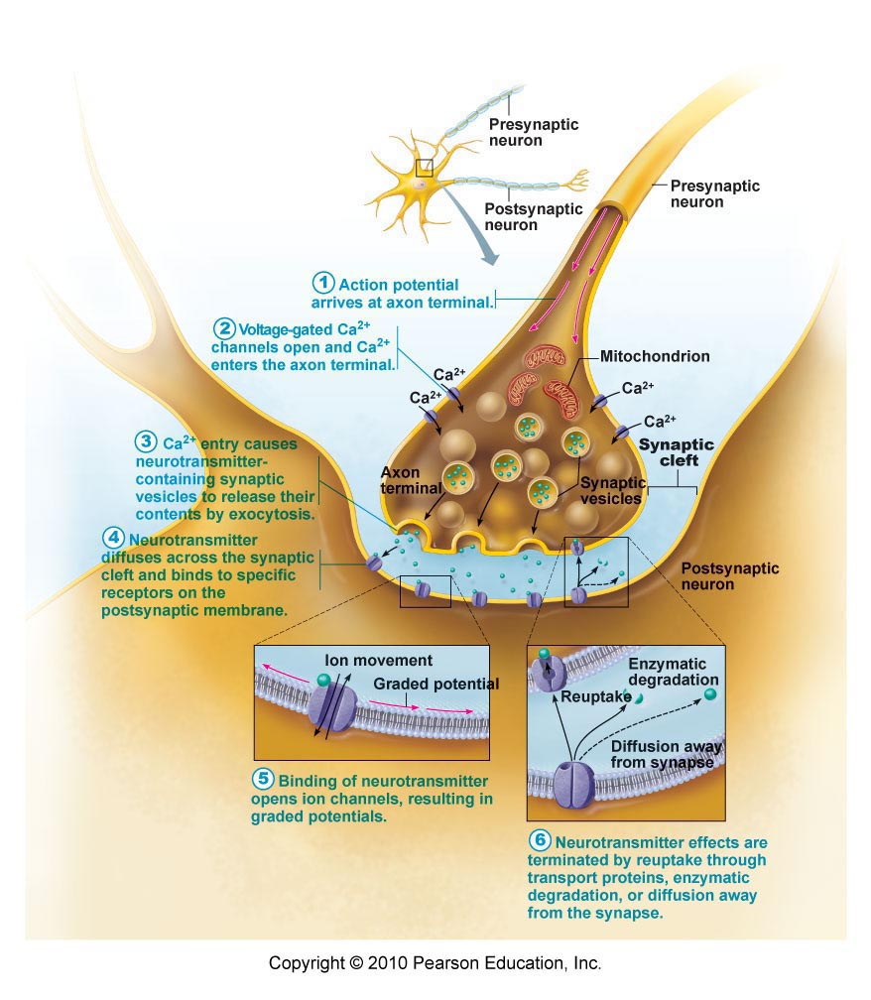 Presynaptic
neuron
Presynaptic
neuron
Postsynaptic
neuron
1 Action potential
arrives at axon terminal.
2 Voltage-gated Ca2+
channels open and Ca2+
enters the axon terminal.
Mitochondrion
Ca2+
Ca2+
Ca2+
Ca2+
3 Ca2+ entry causes
neurotransmitter-
containing synaptic
vesicles to release their
contents by exocytosis.
Axon
terminal
Synaptic
cleft
Synaptic
vesicles
4 Neurotransmitter
diffuses across the synaptic
cleft and binds to specific
receptors on the
postsynaptic membrane.
Postsynaptic
neuron
Ion movement
Graded potential
Enzymatic
degradation
Reuptake
Diffusion away
from synapse
5 Binding of neurotransmitter
opens ion channels, resulting in
graded potentials.
6 Neurotransmitter effects are
terminated by reuptake through
transport proteins, enzymatic
degradation, or diffusion away
from the synapse.
Copyright © 2010 Pearson Education, Inc.